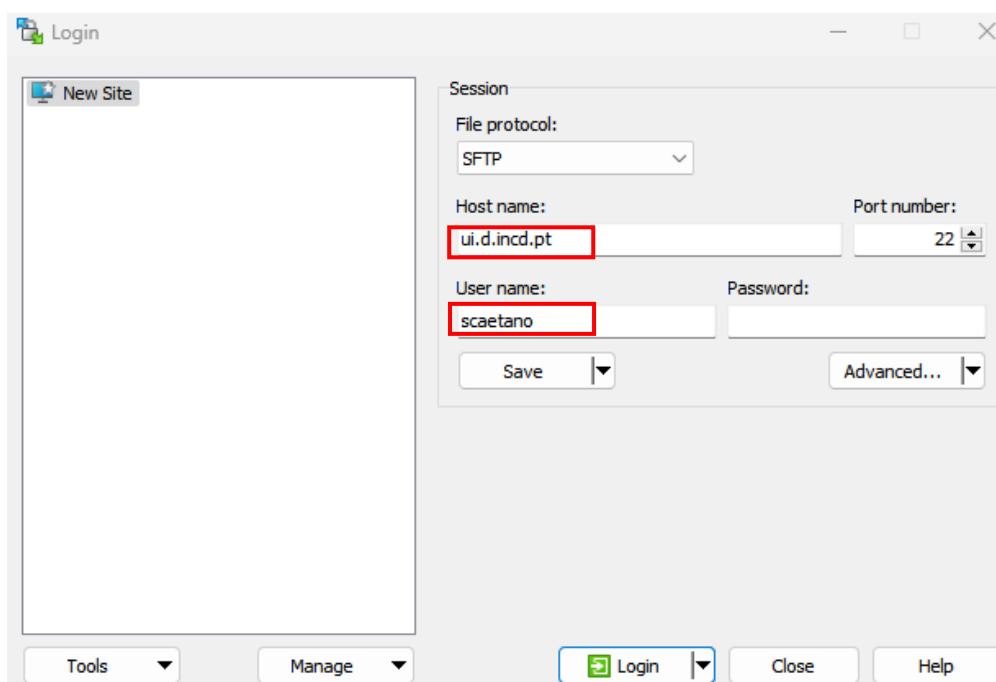 Login
New Site
Session
File protocol:
SFTP
Host name:
Port number:
ui.d.incd.pt
22
User name:
Password:
scaetano
Save
Advanced...
Tools
Manage
Login
Close
Help